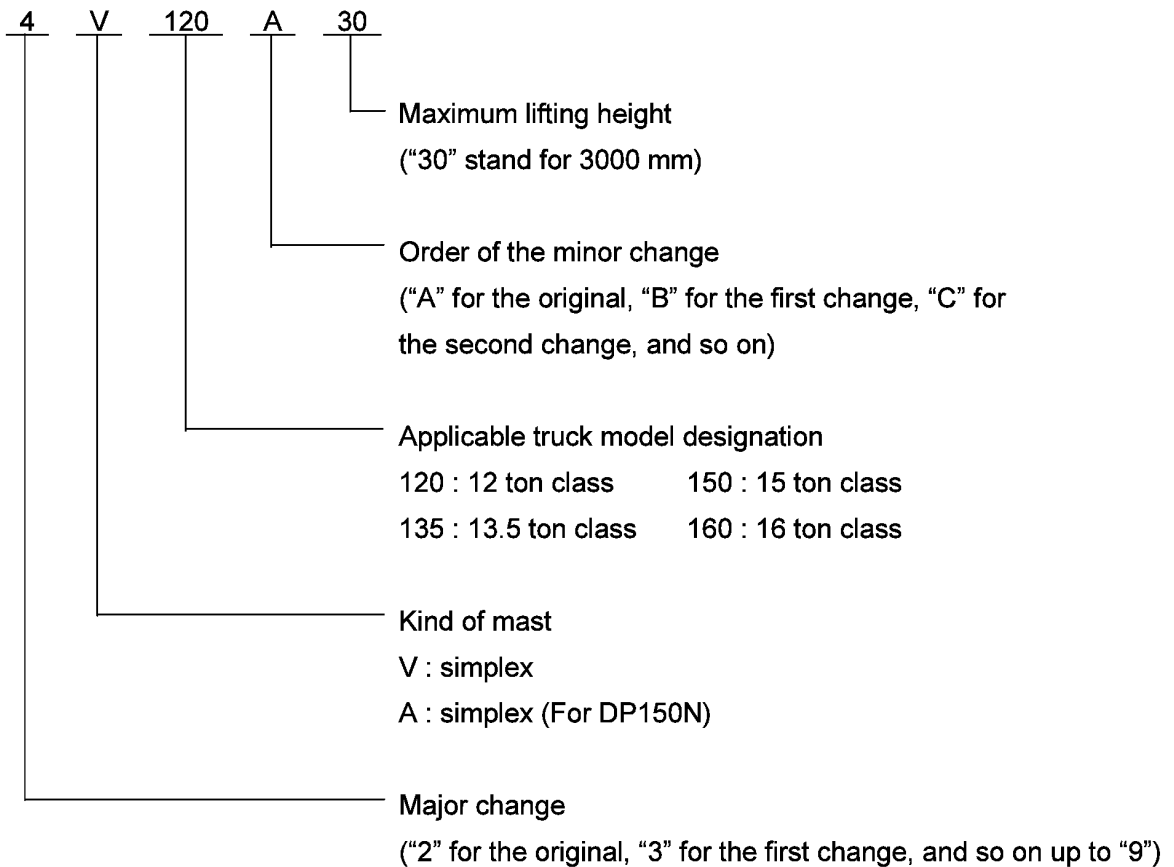 4 V 120 A 30
Maximum lifting height
(“30” stand for 3000 mm)
Order of the minor change
(“A” for the original, “B” for the first change, “C” for
the second change, and so on)
Applicable truck model designation
120 : 12 ton class 150 : 15 ton class
135 : 13.5 ton class 160 : 16 ton class
Kind of mast
V : simplex
A : simplex (For DP150N)
Major change
(“2” for the original, “3” for the first change, and so on up to “9”)